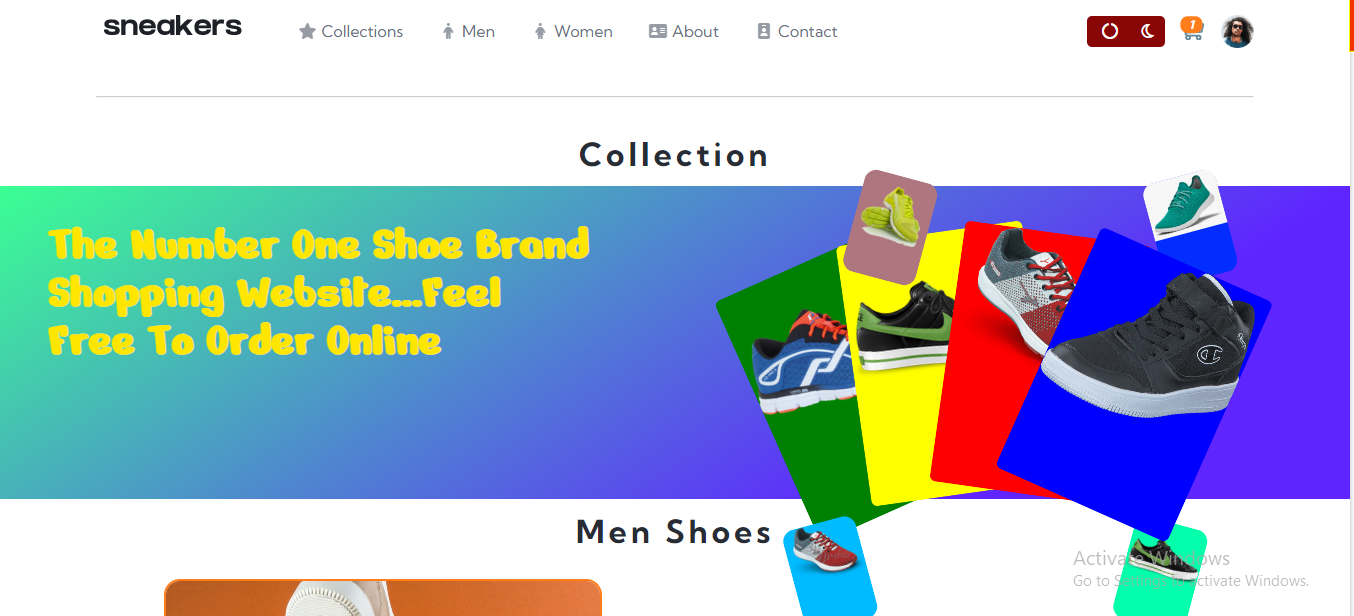 sneakers
Collections
Men
Women
About
Contact
1
Collection
The Number One Shoe Brand
Shopping Website....Feel
Free To Order Online
Men Shoes
Activate Windows
Go to Settings to activate Windows.